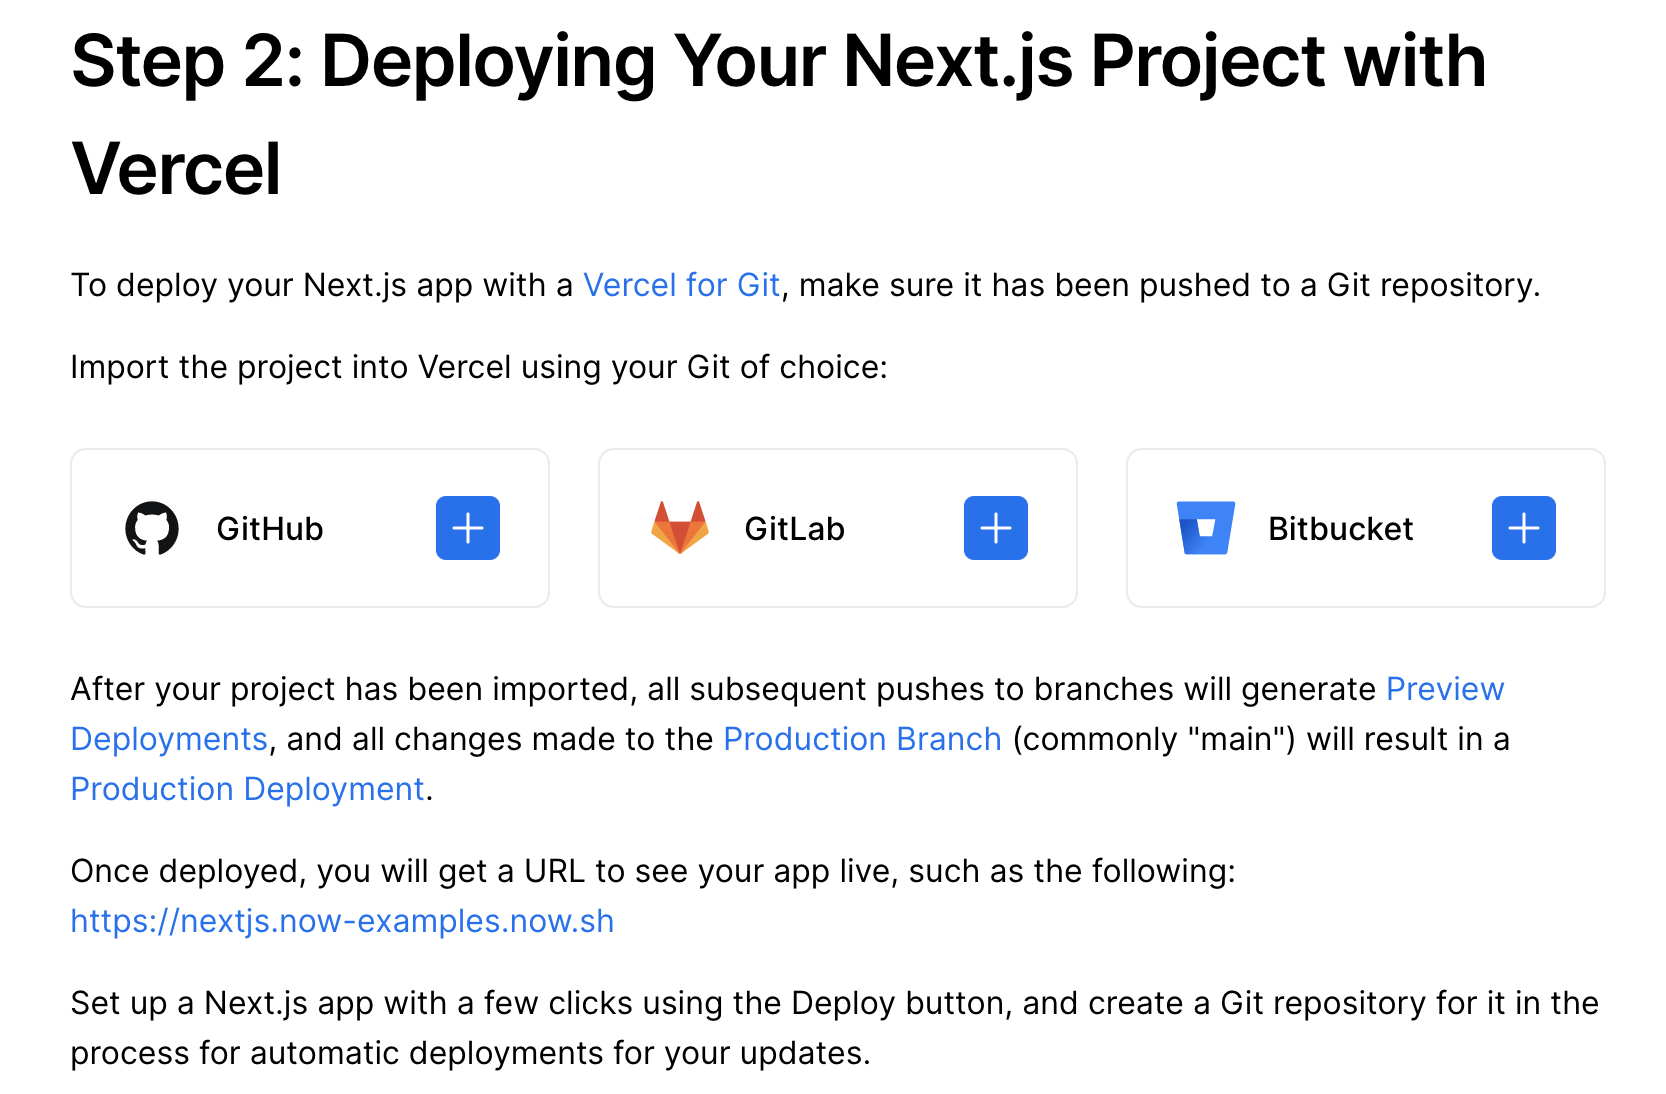 Step 2: Deploying Your Next.js Project with
Vercel
To deploy your Next.js app with a Vercel for Git, make sure it has been pushed to a Git repository.
Import the project into Vercel using your Git of choice:
GitHub
GitLab
Bitbucket
After your project has been imported, all subsequent pushes to branches will generate Preview
Deployments, and all changes made to the Production Branch (commonly "main") will result in a
Production Deployment.
Once deployed, you will get a URL to see your app live, such as the following:
https://nextjs.now-examples.now.sh
Set up a Next.js app with a few clicks using the Deploy button, and create a Git repository for it in the
process for automatic deployments for your updates.